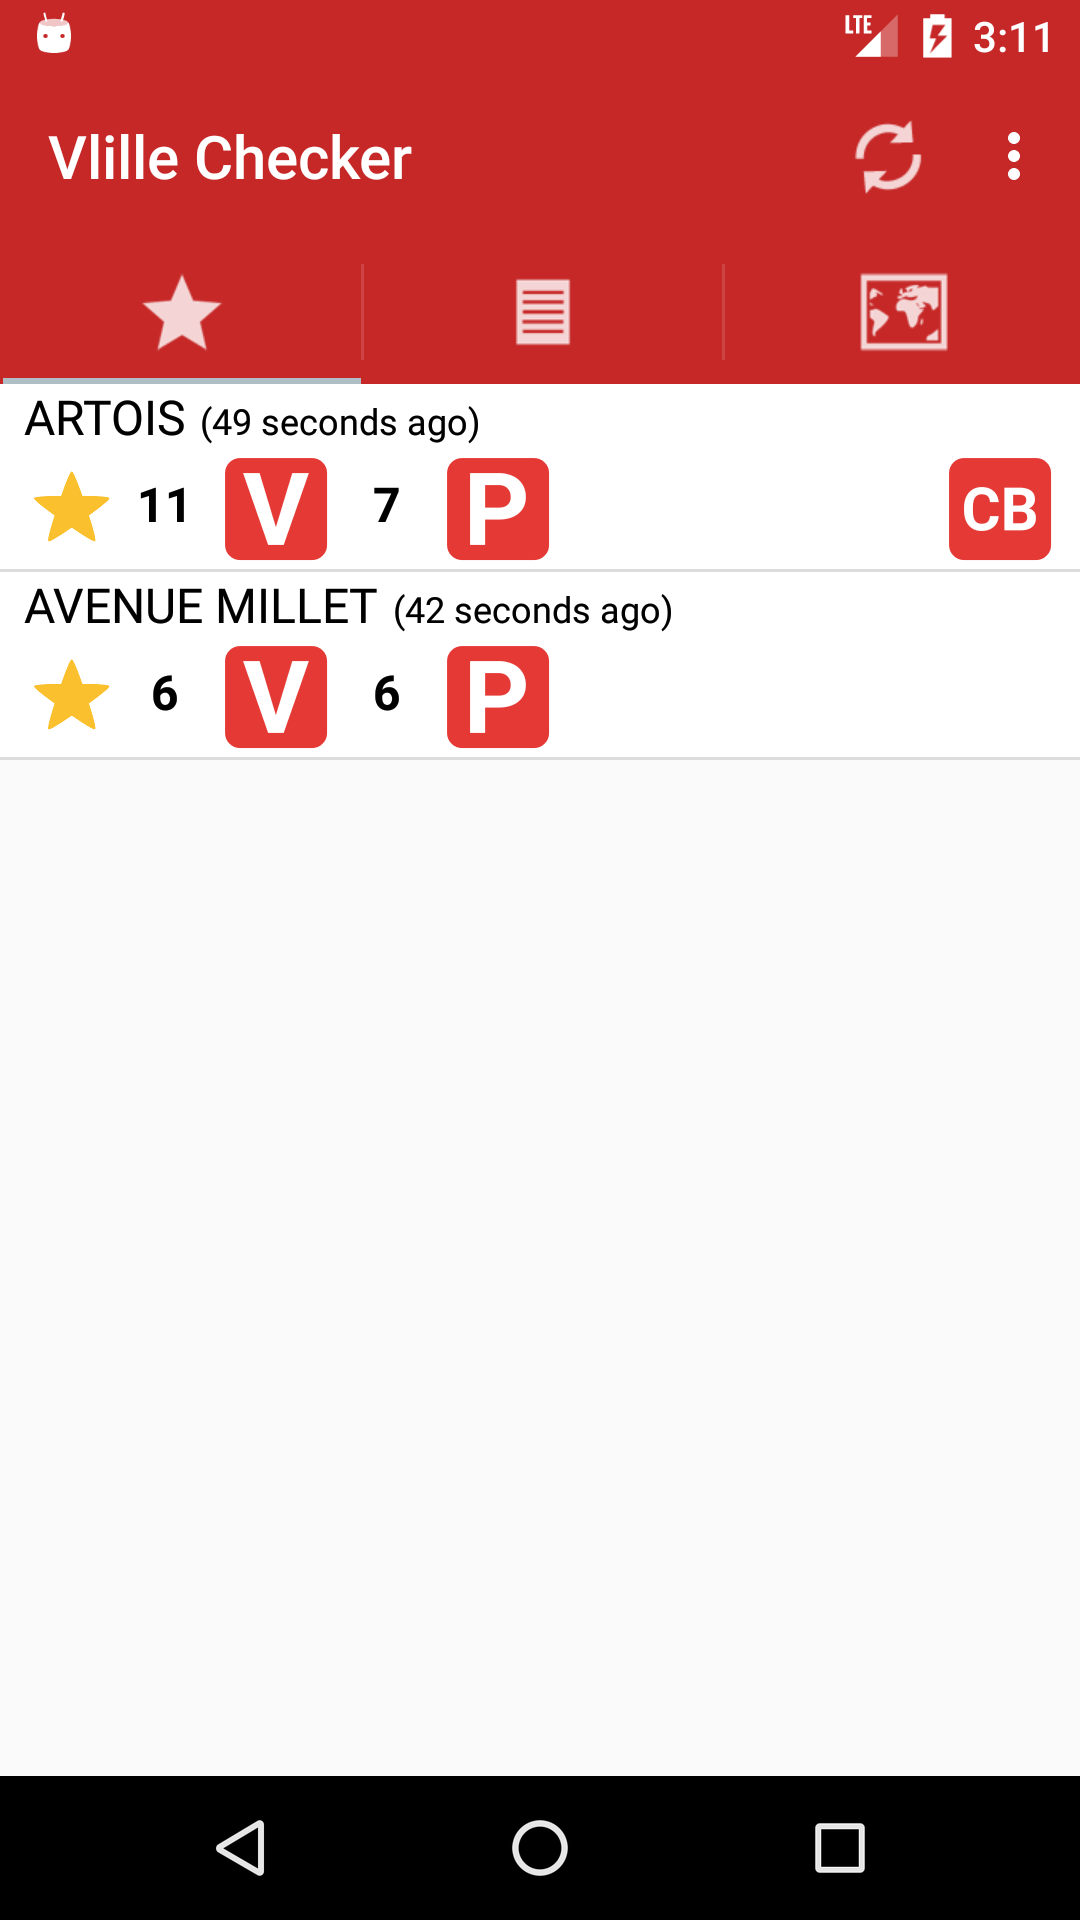 LTE 3:11
Vlille Checker
ARTOIS (49 seconds ago)
11 V 7 P CB
AVENUE MILLET (42 seconds ago)
6 V 6 P